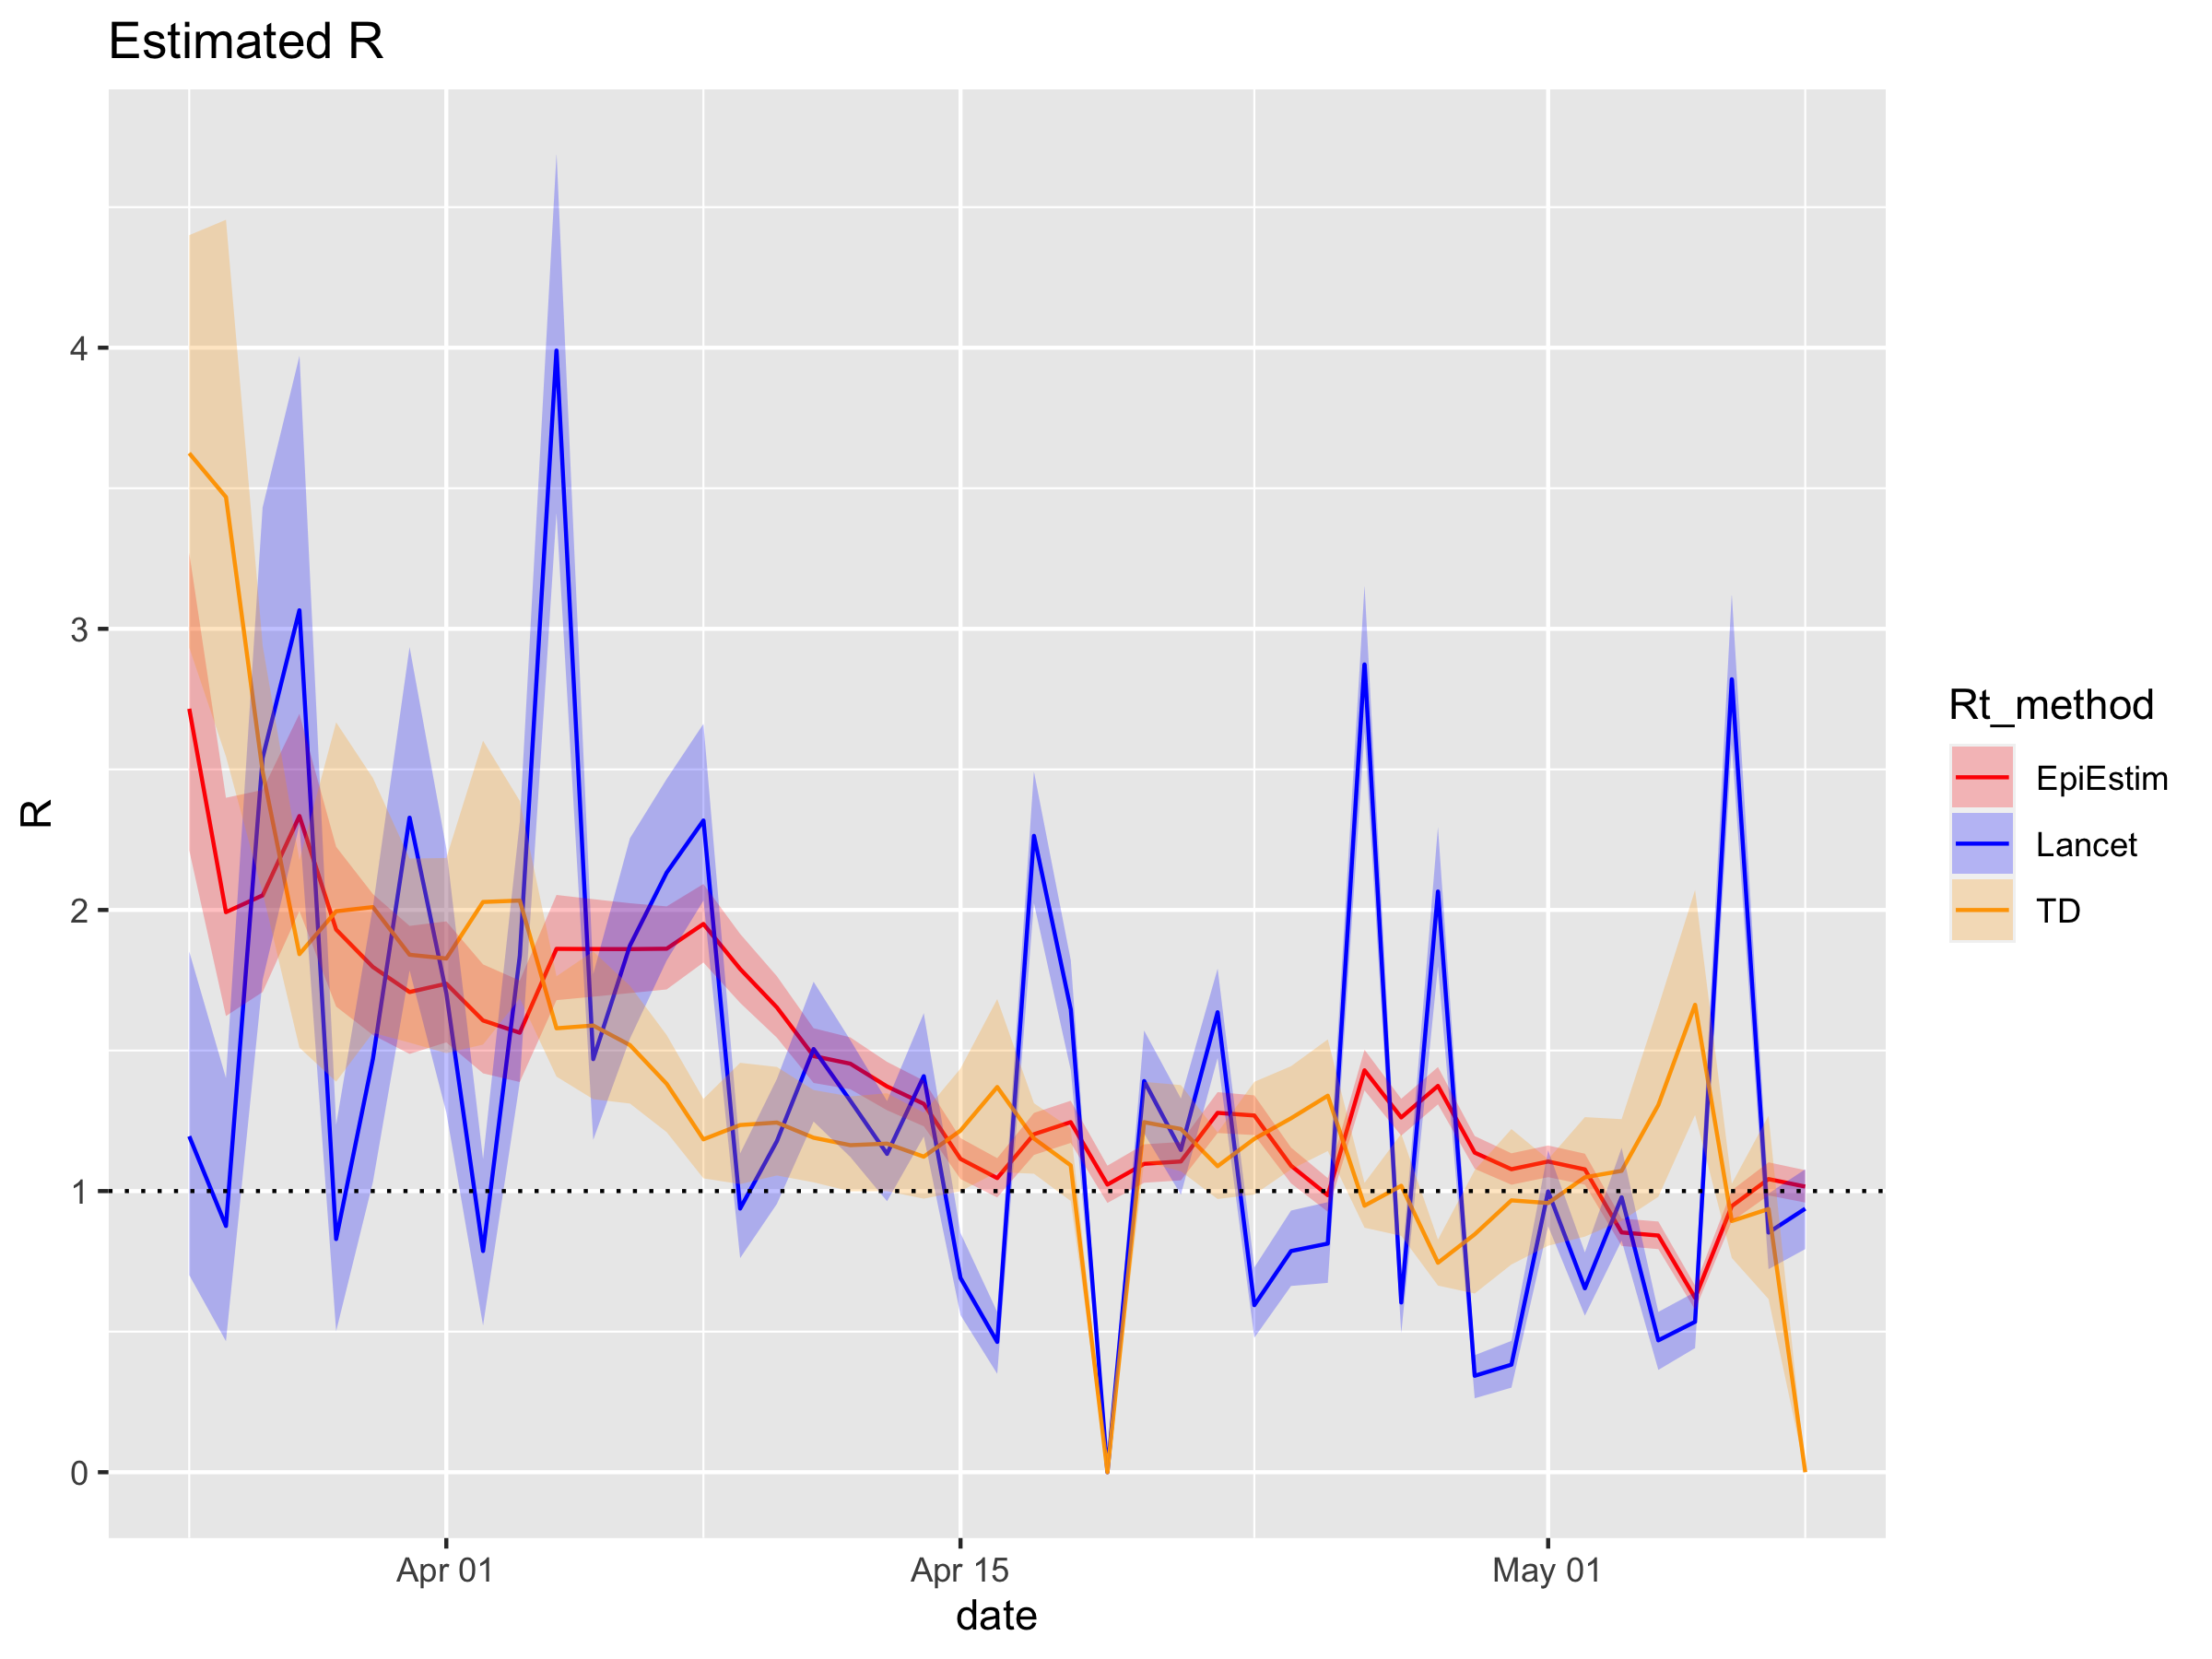 Estimated R
4
3
2
1
0
R
Apr 01
Apr 15
May 01
date
Rt_method
EpiEstim
Lancet
TD